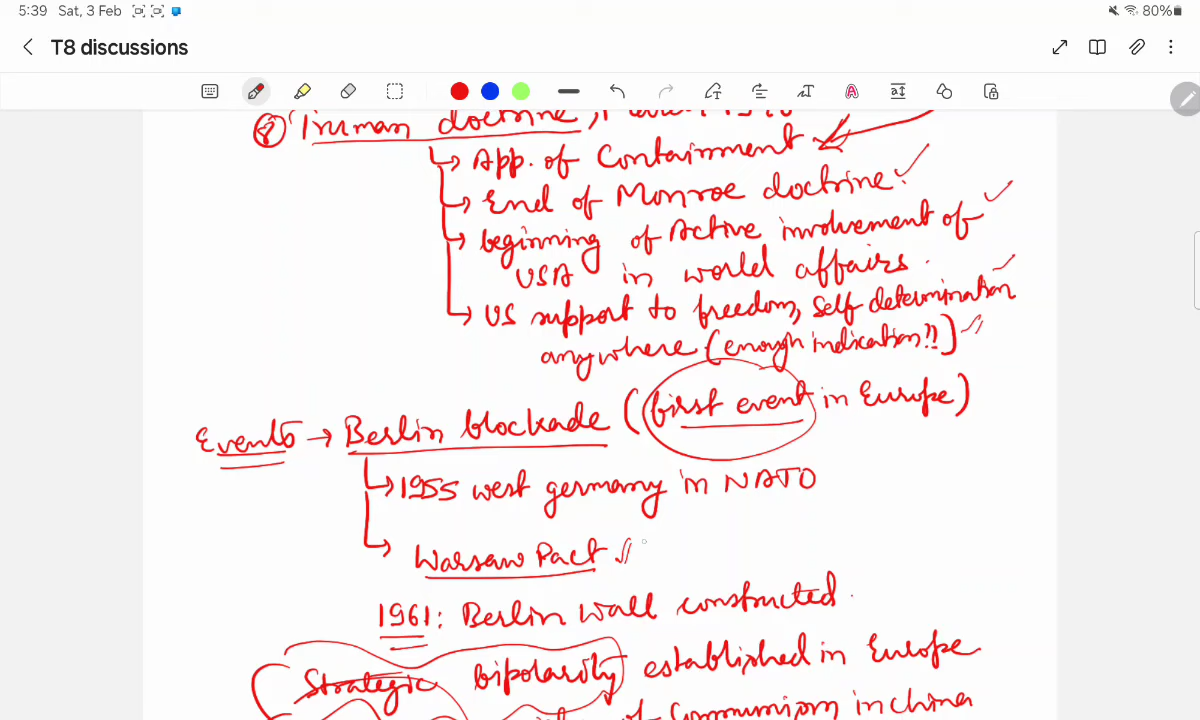 5:39 Sat, 3 Feb
80%
T8 discussions
Truman doctrine,
App. of Containment
End of Monroe doctrine.
beginning of Active involvement of
USA in world affairs.
US support to freedom, Self determination
anywhere (enough indication!!)
Events → Berlin blockade (first event in Europe)
1955 west germany in NATO
Warsaw Pact
1961: Berlin wall constructed.
Strategic bipolarity established in Europe
of Communism in china